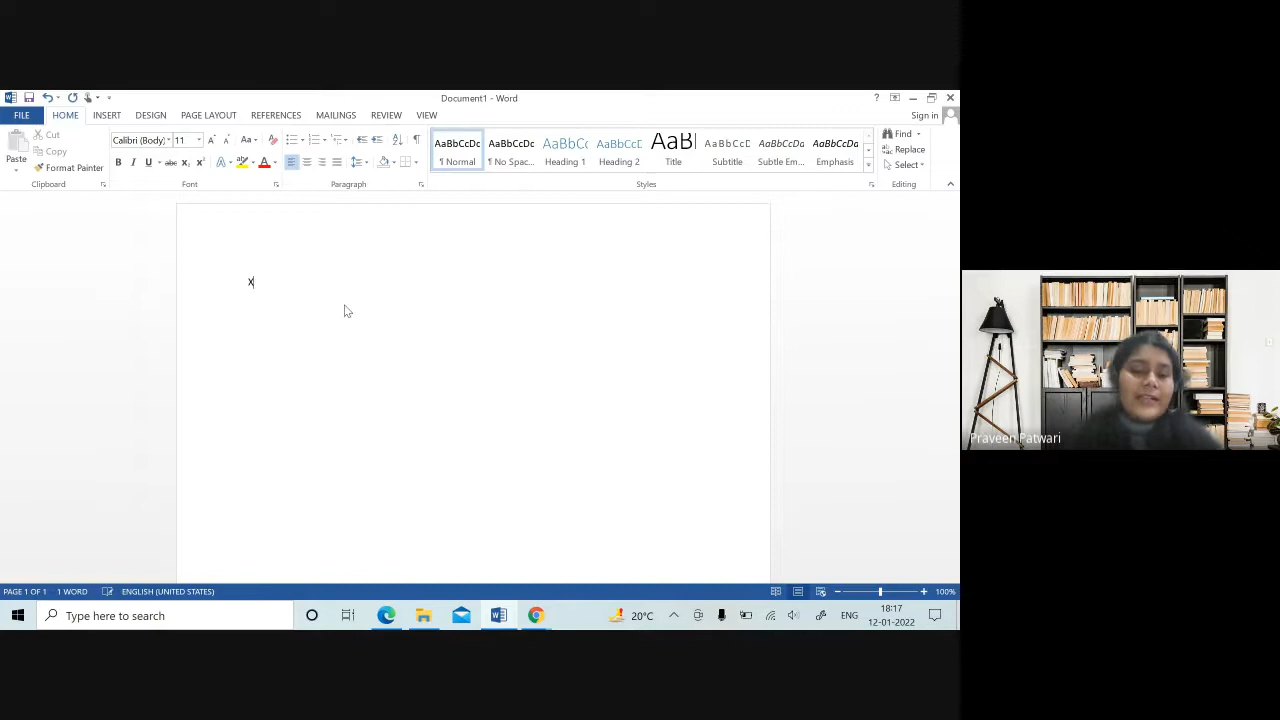 Document1 - Word
FILE HOME INSERT DESIGN PAGE LAYOUT REFERENCES MAILINGS REVIEW VIEW
Sign in
Paste
Cut
Copy
Format Painter
Calibri (Body) 11
AaBbCcDc AaBbCcDc AaBbC AaBbCcD AaB AaBbCcD AaBbCcDa AaBbCcDa
¶ Normal ¶ No Spac... Heading 1 Heading 2 Title Subtitle Subtle Em... Emphasis
Find
Replace
Select
Clipboard Font Paragraph Styles Editing
x
Praveen Patwari
PAGE 1 OF 1 1 WORD ENGLISH (UNITED STATES) 100%
Type here to search
20°C
ENG
18:17
12-01-2022